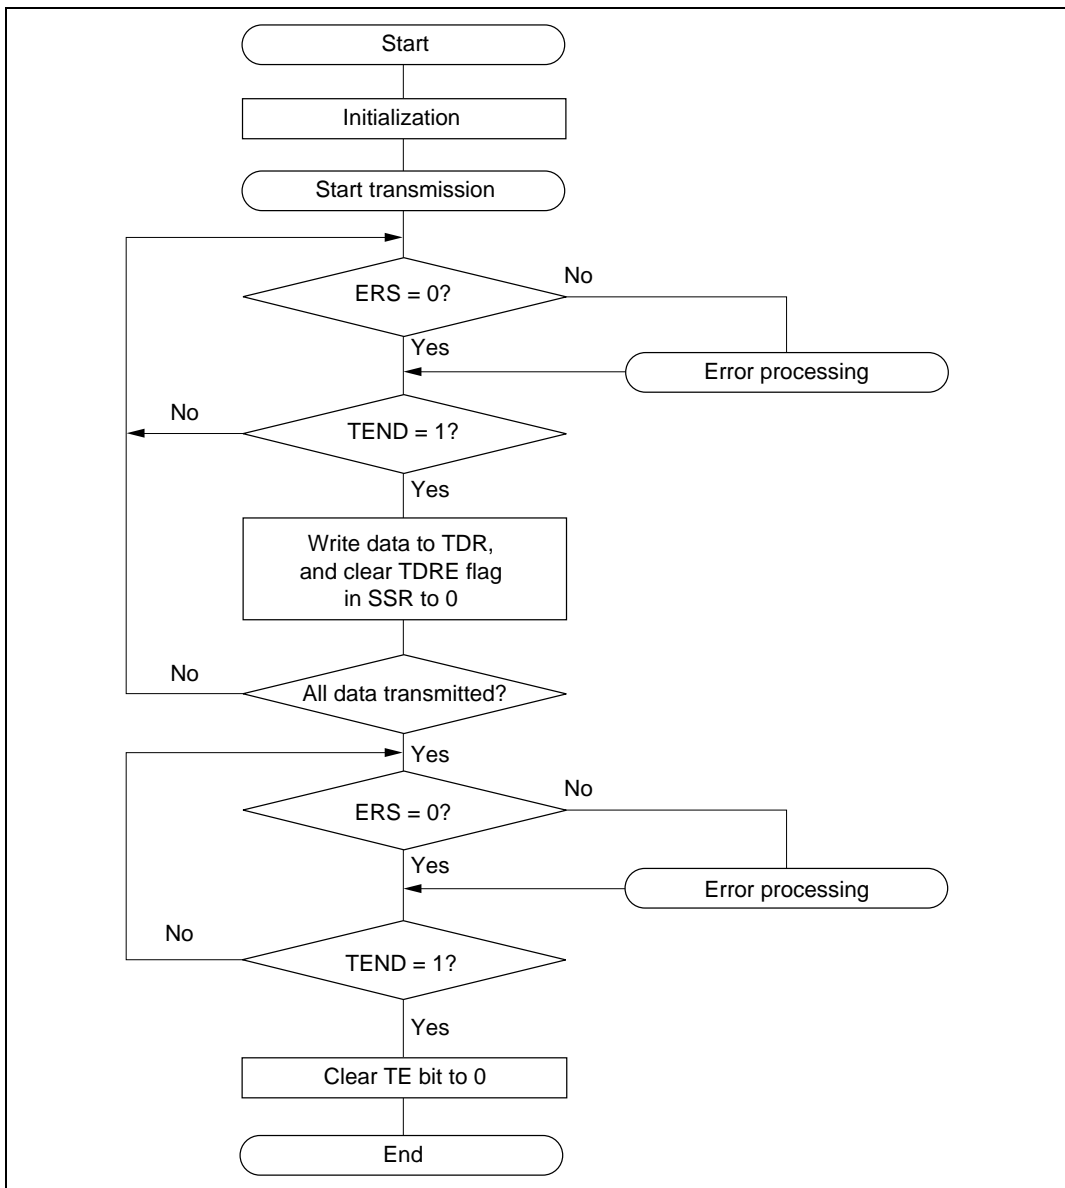 Start
Initialization
Start transmission
ERS = 0?
No
Yes
Error processing
No
TEND = 1?
Yes
Write data to TDR,
and clear TDRE flag
in SSR to 0
No
All data transmitted?
Yes
No
ERS = 0?
Yes
Error processing
No
TEND = 1?
Yes
Clear TE bit to 0
End